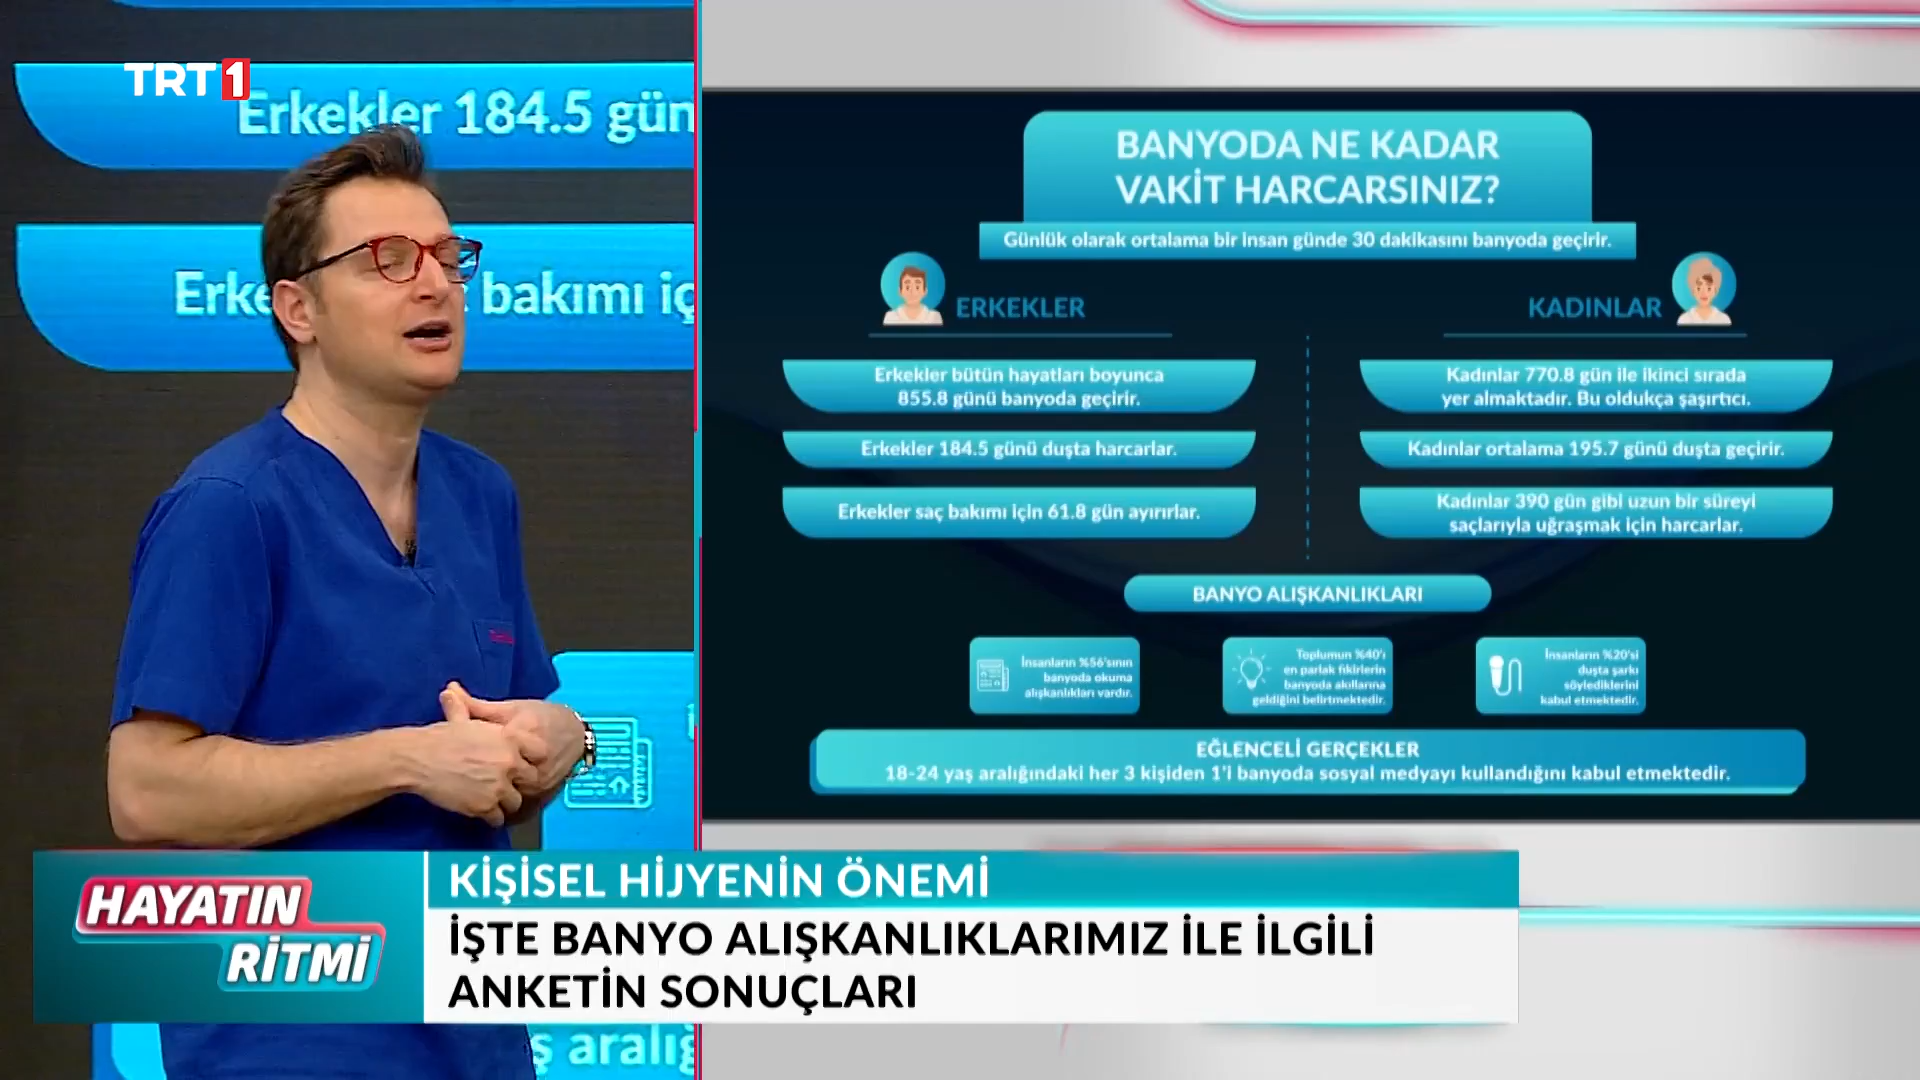 TRT 1
Erkekler 184.5 gün
bakımı iç
BANYODA NE KADAR
VAKİT HARCARSINIZ?
Günlük olarak ortalama bir insan günde 30 dakikasını banyoda geçirir.
ERKEKLER
Erkekler bütün hayatları boyunca
855.8 günü banyoda geçirir.
Erkekler 184.5 günü duşta harcarlar.
Erkekler saç bakımı için 61.8 gün ayırırlar.
KADINLAR
Kadınlar 770.8 gün ile ikinci sırada
yer almaktadır. Bu oldukça şaşırtıcı.
Kadınlar ortalama 195.7 günü duşta geçirir.
Kadınlar 390 gün gibi uzun bir süreyi
saçlarıyla uğraşmak için harcarlar.
BANYO ALIŞKANLIKLARI
İnsanların %56'sının
banyoda okuma
alışkanlıkları vardır.
Toplumun %40'ı
en parlak fikirlerin
banyoda akıllarına
geldiğini belirtmektedir.
İnsanların %20'si
duşta şarkı
söylediklerini
kabul etmektedir.
EĞLENCELİ GERÇEKLER
18-24 yaş aralığındaki her 3 kişiden 1'i banyoda sosyal medyayı kullandığını kabul etmektedir.
HAYATIN
RİTMİ
KİŞİSEL HİJYENİN ÖNEMİ
İŞTE BANYO ALIŞKANLIKLARIMIZ İLE İLGİLİ
ANKETİN SONUÇLARI
ş aralığ